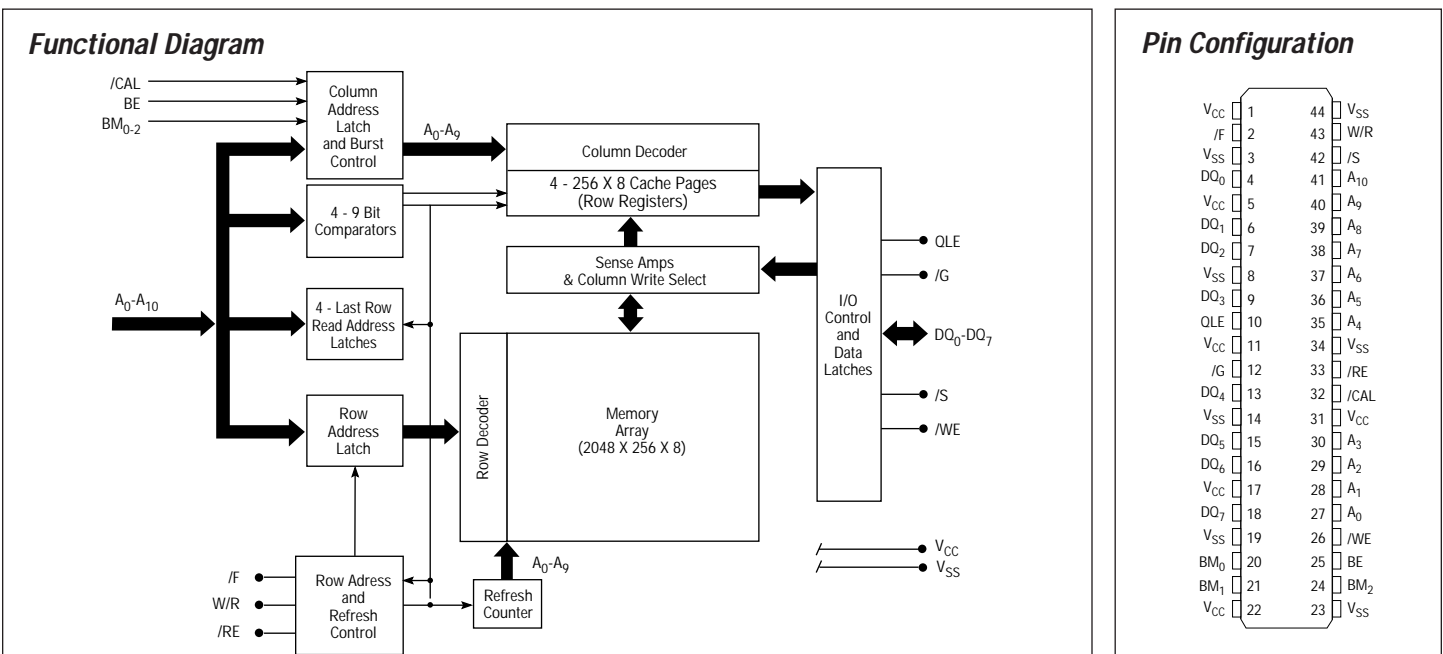 Functional Diagram
/CAL
BE
BM0-2
Column
Address
Latch
and Burst
Control
A0-A9
Column Decoder
4 - 256 X 8 Cache Pages
(Row Registers)
4 - 9 Bit
Comparators
Sense Amps
& Column Write Select
A0-A10
4 - Last Row
Read Address
Latches
Row
Address
Latch
Row Decoder
Memory
Array
(2048 X 256 X 8)
I/O
Control
and
Data
Latches
QLE
/G
DQ0-DQ7
/S
/WE
VCC
VSS
/F
W/R
/RE
Row Adress
and
Refresh
Control
A0-A9
Refresh
Counter
Pin Configuration
VCC 1 44 VSS
/F 2 43 W/R
VSS 3 42 /S
DQ0 4 41 A10
VCC 5 40 A9
DQ1 6 39 A8
DQ2 7 38 A7
VSS 8 37 A6
DQ3 9 36 A5
QLE 10 35 A4
VCC 11 34 VSS
/G 12 33 /RE
DQ4 13 32 /CAL
VSS 14 31 VCC
DQ5 15 30 A3
DQ6 16 29 A2
VCC 17 28 A1
DQ7 18 27 A0
VSS 19 26 /WE
BM0 20 25 BE
BM1 21 24 BM2
VCC 22 23 VSS